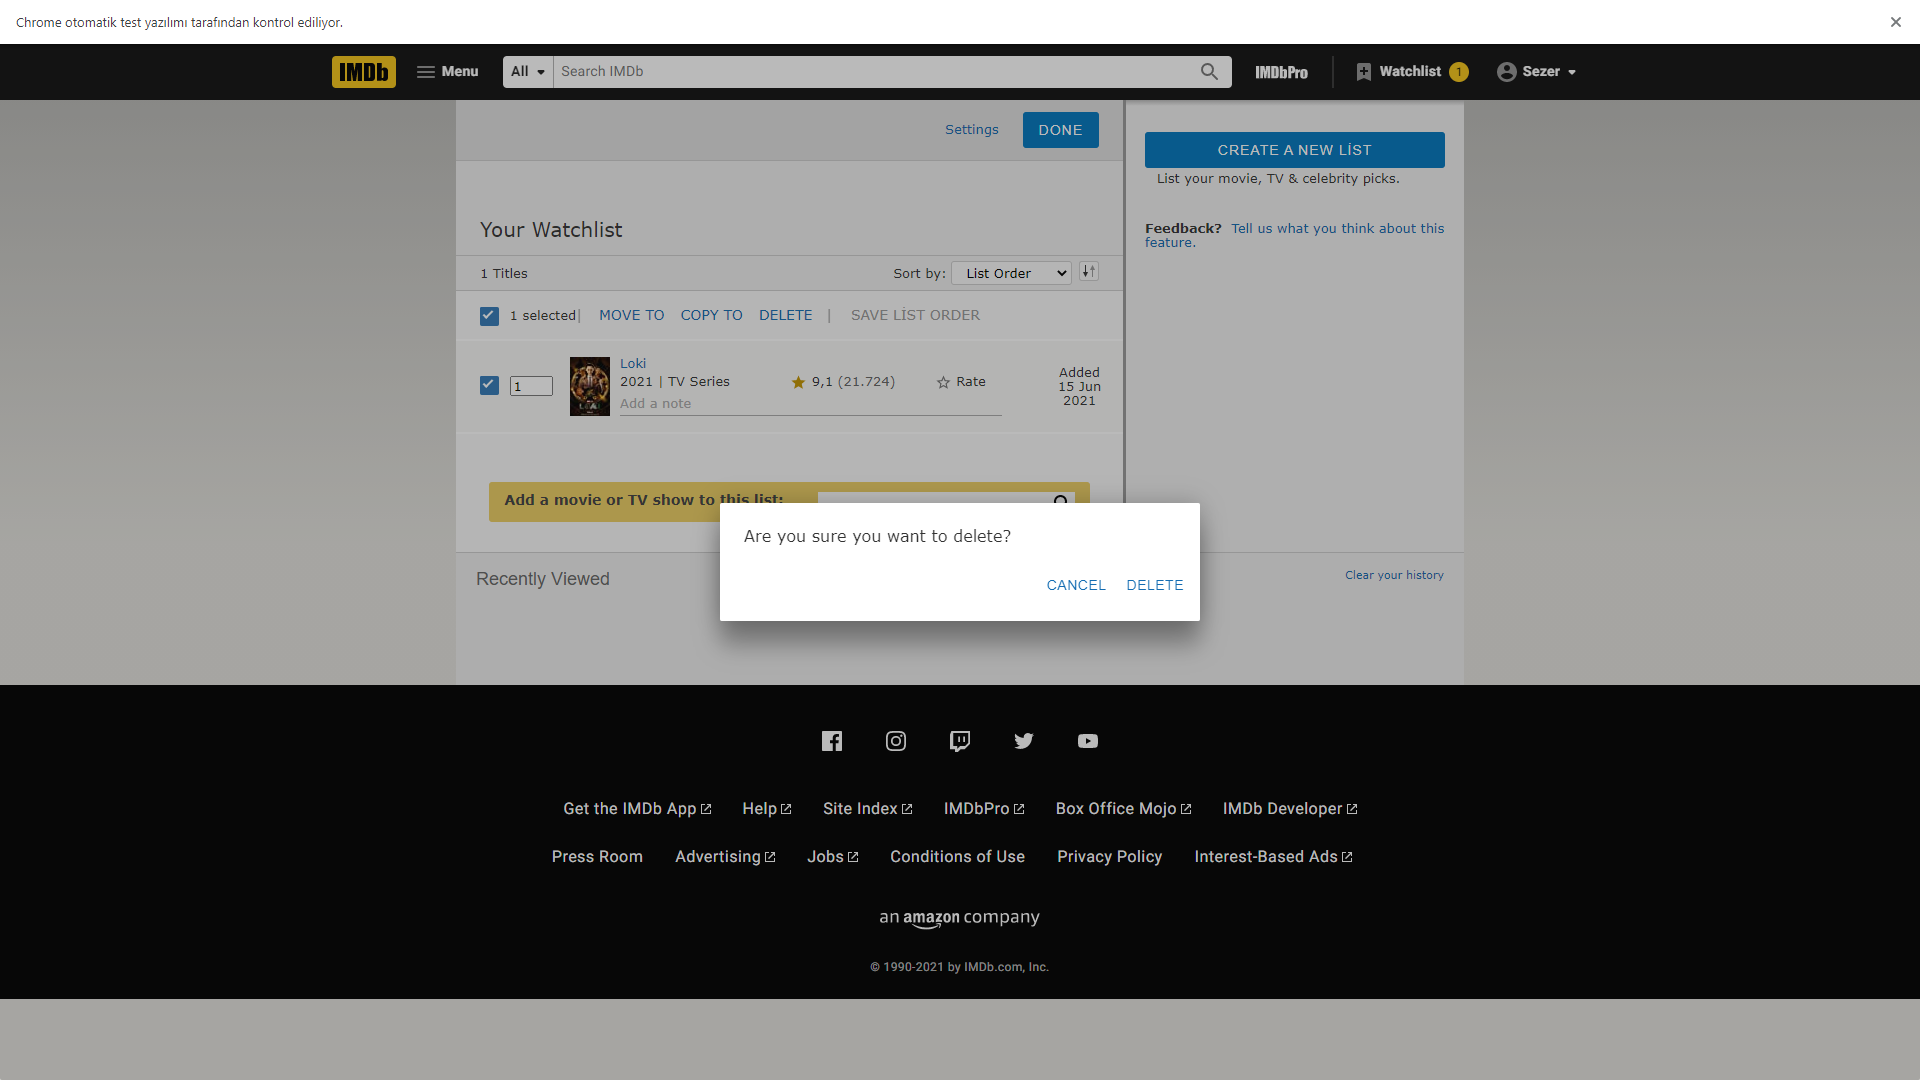 Chrome otomatik test yazılımı tarafından kontrol ediliyor.
IMDb Menu All Search IMDb IMDbPro Watchlist 1 Sezer
Settings DONE
CREATE A NEW LİST
List your movie, TV & celebrity picks.
Feedback? Tell us what you think about this
feature.
Your Watchlist
1 Titles Sort by: List Order
1 selected | MOVE TO COPY TO DELETE | SAVE LİST ORDER
1
Loki
2021 | TV Series 9,1 (21.724) Rate
Add a note
Added
15 Jun
2021
Add a movie or TV show to this list:
Are you sure you want to delete?
CANCEL DELETE
Recently Viewed Clear your history
Get the IMDb App Help Site Index IMDbPro Box Office Mojo IMDb Developer
Press Room Advertising Jobs Conditions of Use Privacy Policy Interest-Based Ads
an amazon company
© 1990-2021 by IMDb.com, Inc.